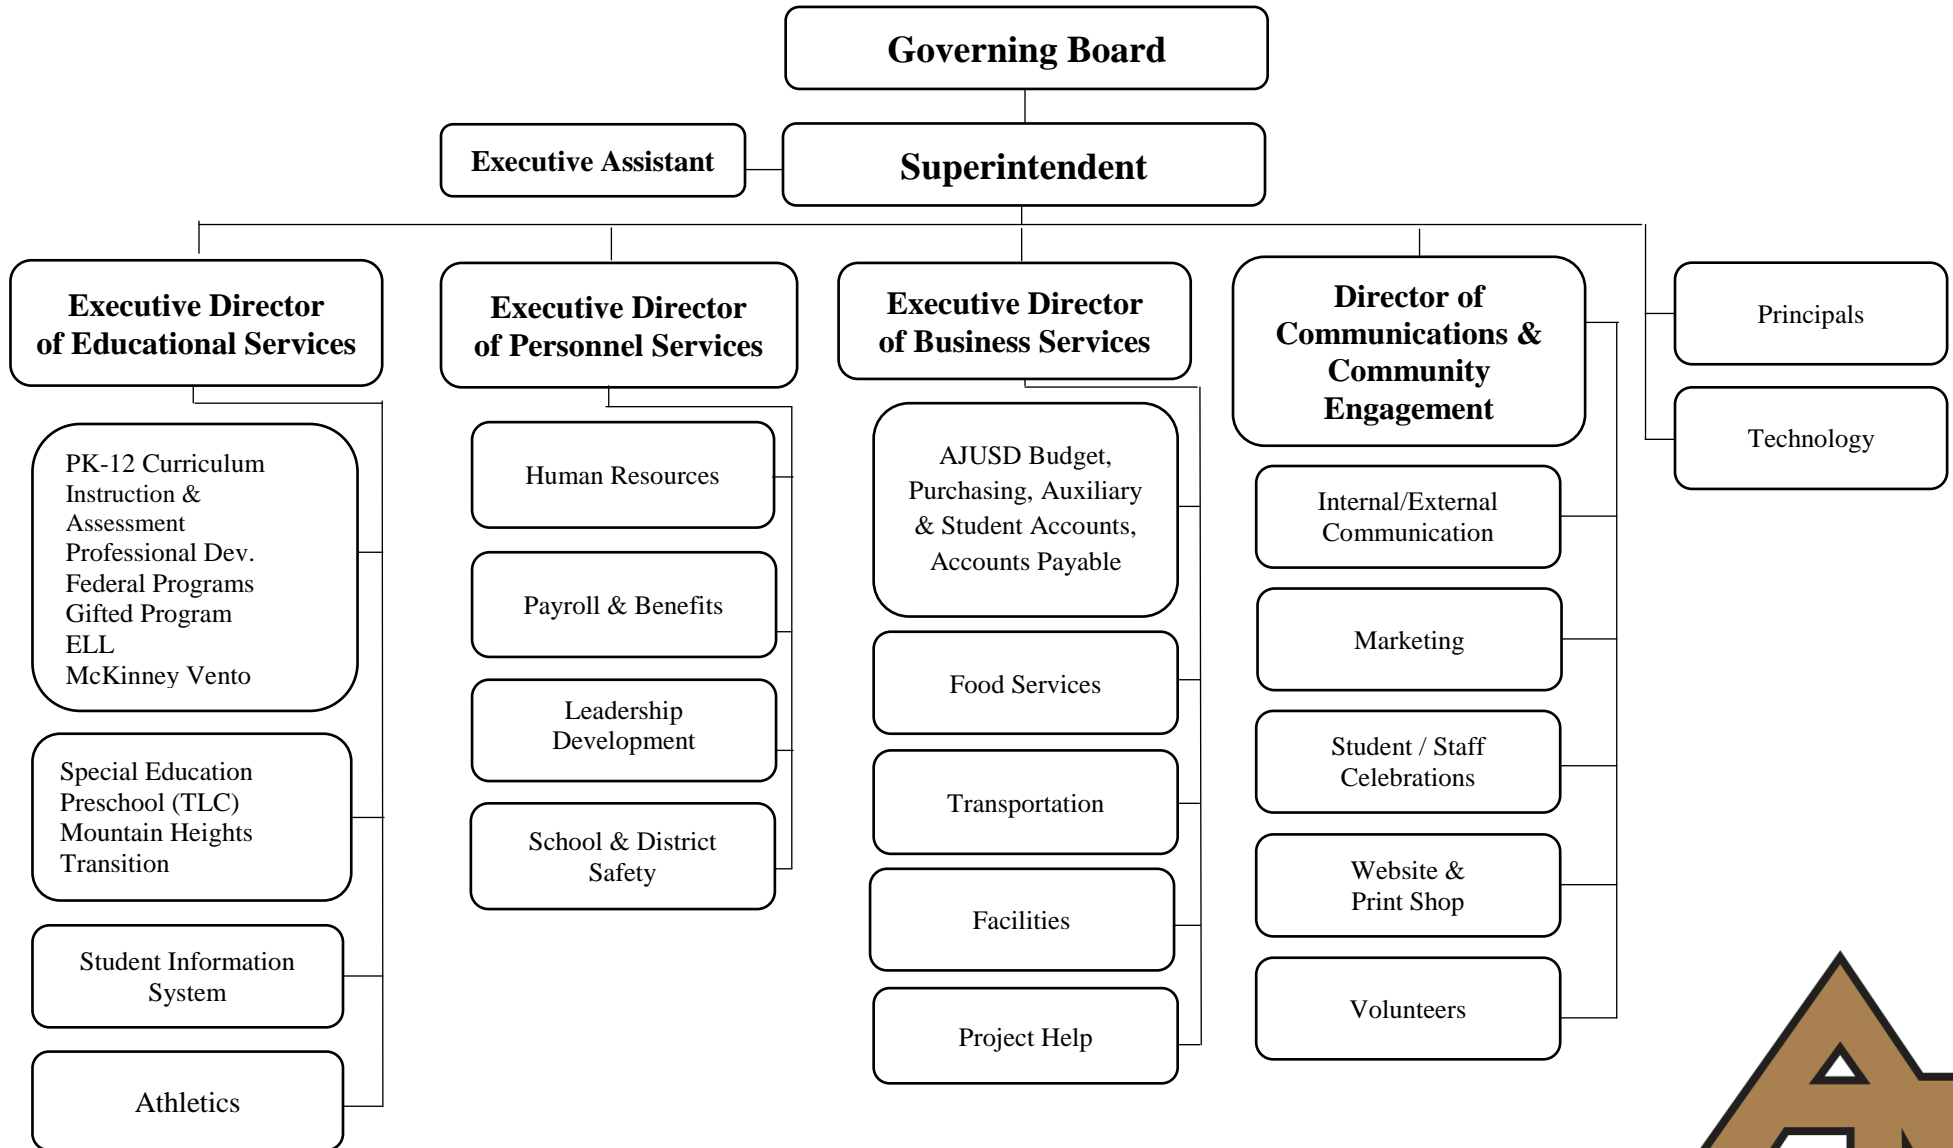 Governing Board
Executive Assistant
Superintendent
Executive Director
of Educational Services
PK-12 Curriculum
Instruction &
Assessment
Professional Dev.
Federal Programs
Gifted Program
ELL
McKinney Vento
Special Education
Preschool (TLC)
Mountain Heights
Transition
Student Information
System
Athletics
Executive Director
of Personnel Services
Human Resources
Payroll & Benefits
Leadership
Development
School & District
Safety
Executive Director
of Business Services
AJUSD Budget,
Purchasing, Auxiliary
& Student Accounts,
Accounts Payable
Food Services
Transportation
Facilities
Project Help
Director of
Communications &
Community
Engagement
Internal/External
Communication
Marketing
Student / Staff
Celebrations
Website &
Print Shop
Volunteers
Principals
Technology